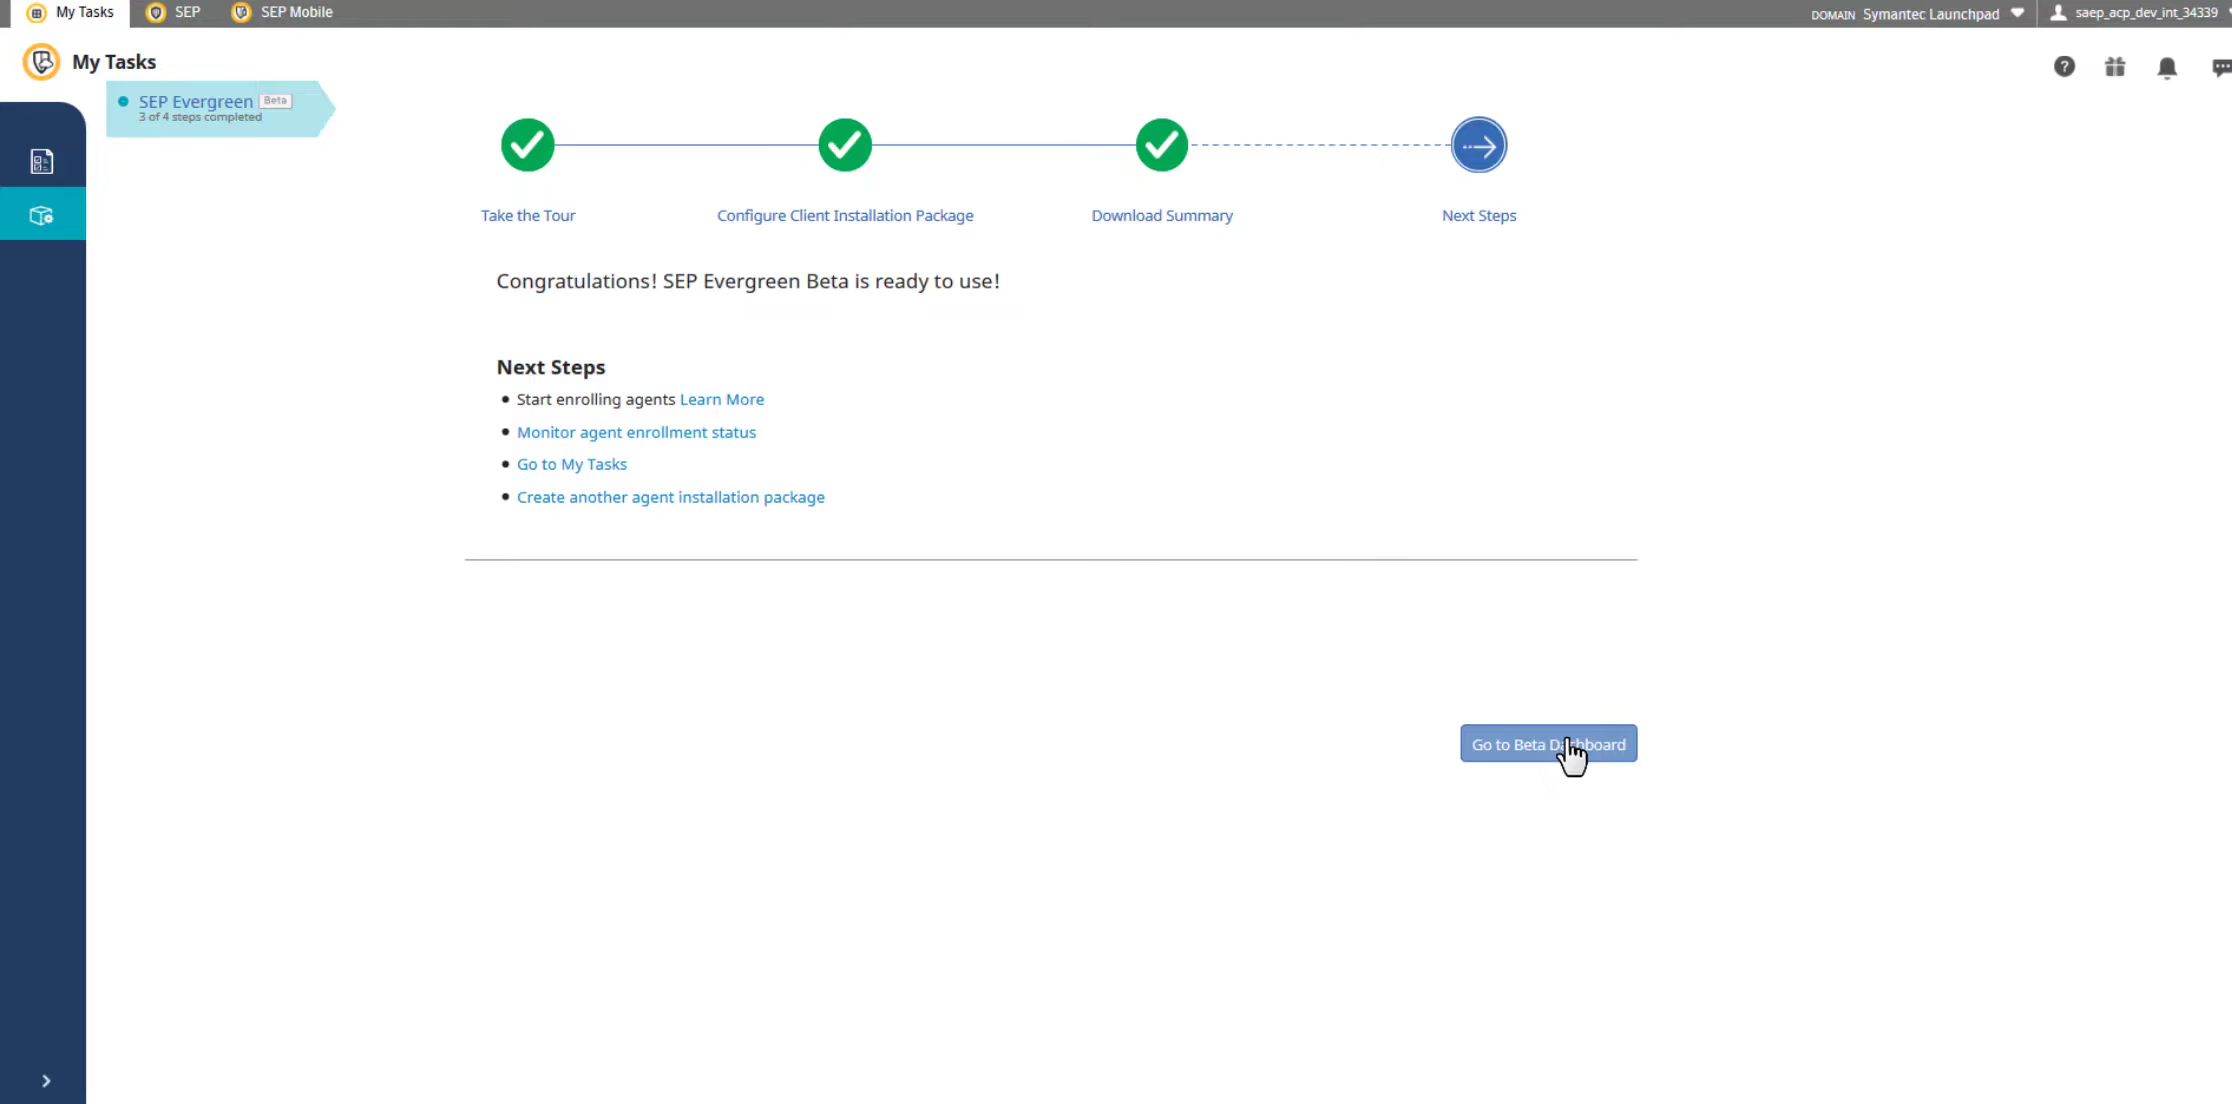 My Tasks SEP SEP Mobile DOMAIN Symantec Launchpad saep_acp_dev_int_34339
My Tasks
SEP Evergreen Beta
3 of 4 steps completed
Take the Tour Configure Client Installation Package Download Summary Next Steps
Congratulations! SEP Evergreen Beta is ready to use!
Next Steps
Start enrolling agents Learn More
Monitor agent enrollment status
Go to My Tasks
Create another agent installation package
Go to Beta Dashboard